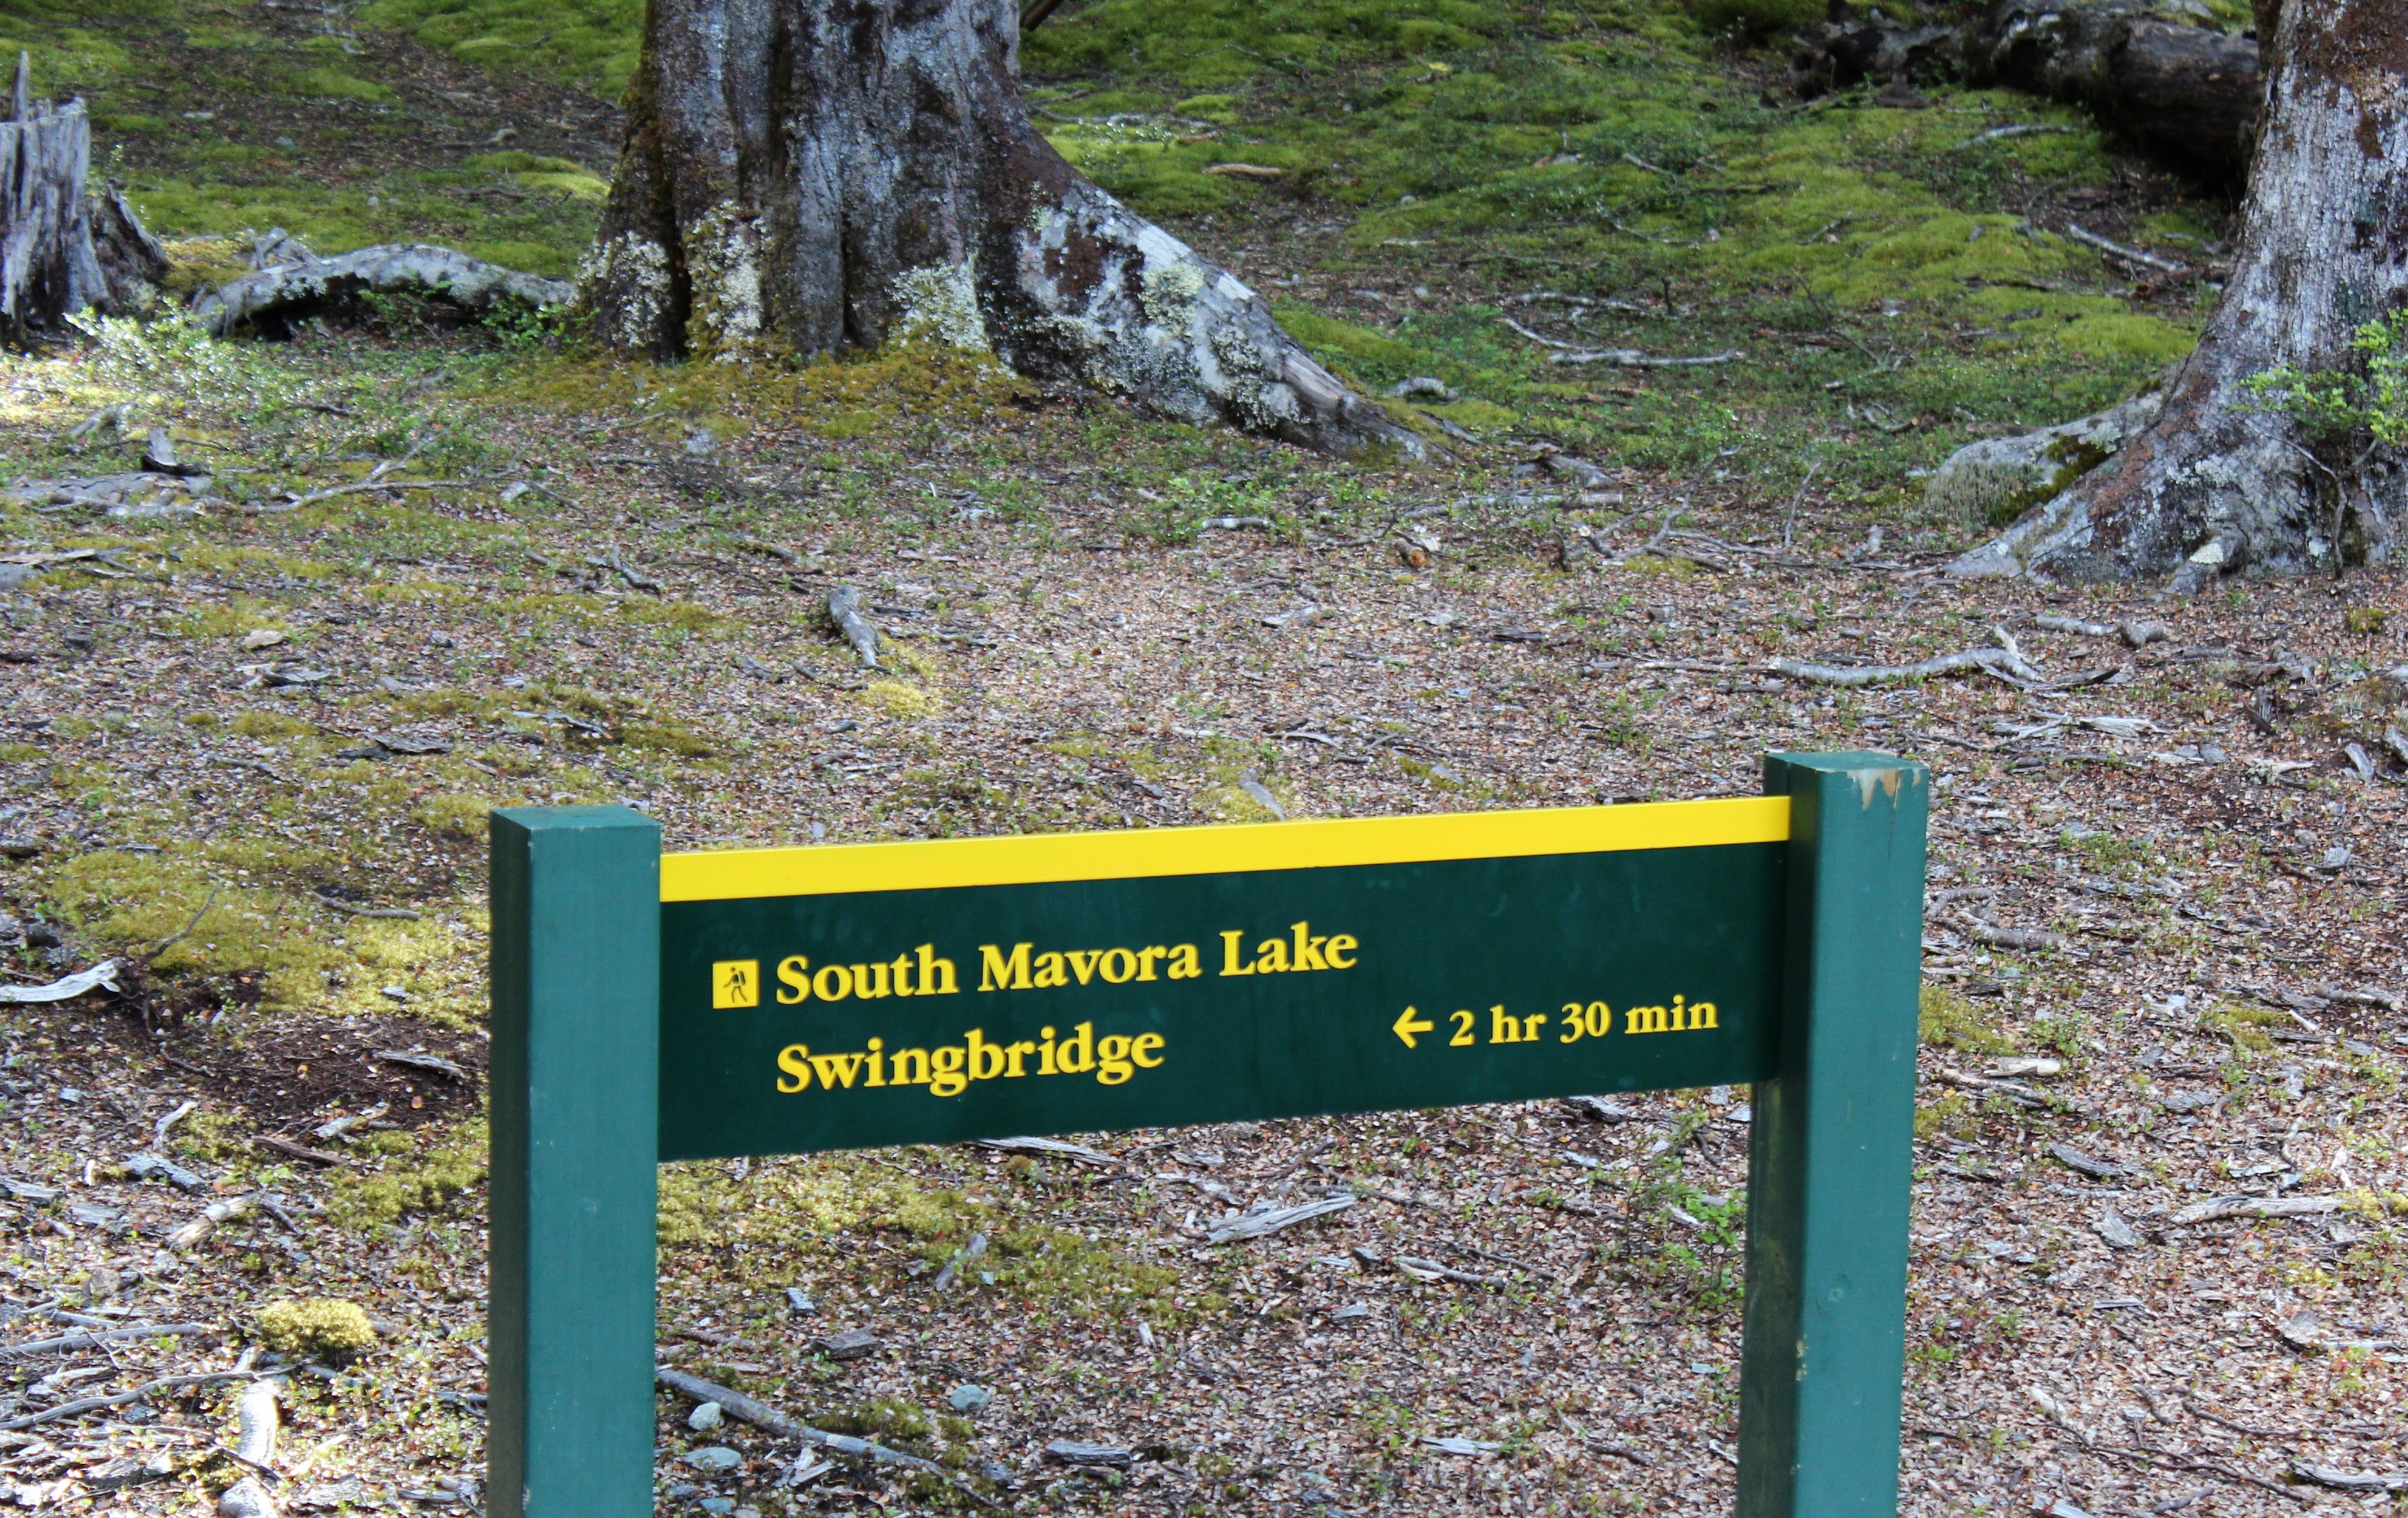 South Mavora Lake
Swingbridge ← 2 hr 30 min